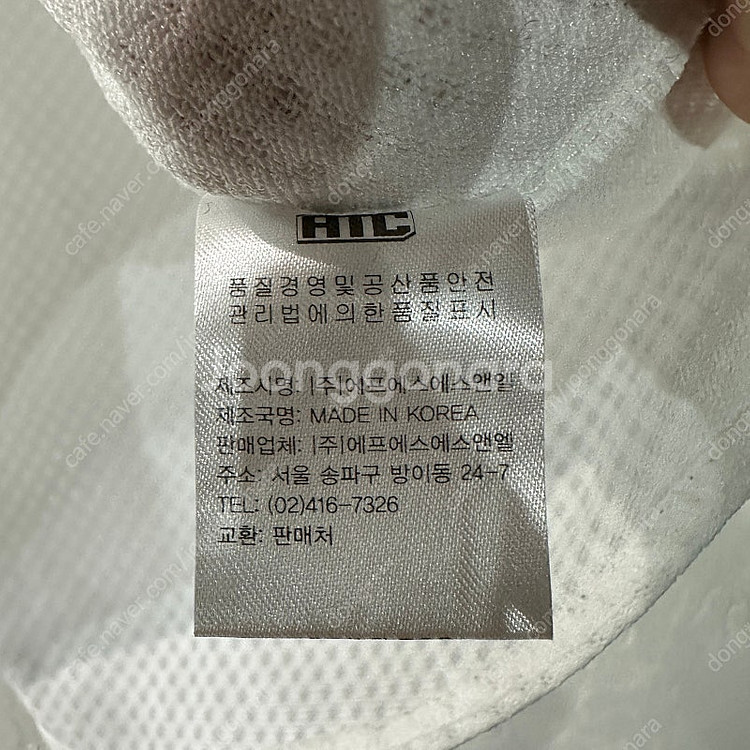 품질경영및공산품안전
관리법에의한품질표시
제조사명: |주|에프에스에스앤엘
제조국명: MADE IN KOREA
판매업체: |주|에프에스에스앤엘
주소: 서울 송파구 방이동 24-7
TEL: (02)416-7326
교환: 판매처
joonggonara